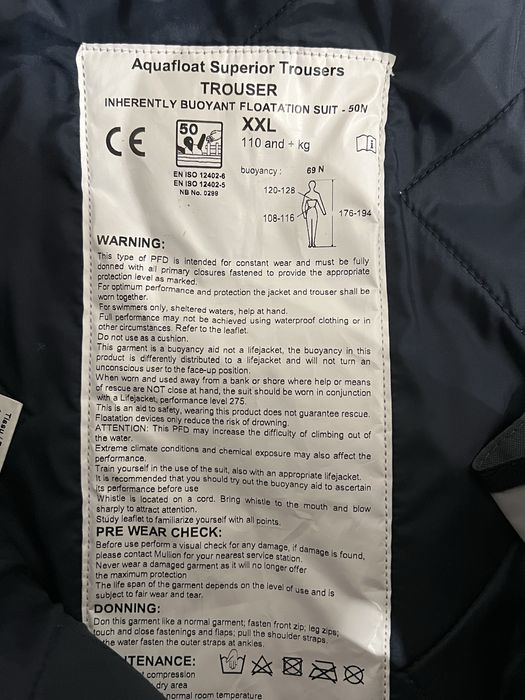 Aquafloat Superior Trousers
TROUSER
INHERENTLY BUOYANT FLOATATION SUIT - 50N
CE
50
XXL
110 and + kg
EN ISO 12402-6
EN ISO 12402-5
NB No. 0299
buoyancy : 69 N
120-128
108-116
176-194
WARNING:
This type of PFD is intended for constant wear and must be fully
donned with all primary closures fastened to provide the appropriate
protection level as marked.
For optimum performance and protection the jacket and trouser shall be
worn together.
For swimmers only, sheltered waters, help at hand.
Full performance may not be achieved using waterproof clothing or in
other circumstances. Refer to the leaflet.
Do not use as a cushion.
This garment is a buoyancy aid not a lifejacket, the buoyancy in this
product is differently distributed to a lifejacket and will not turn an
unconscious user to the face-up position.
When worn and used away from a bank or shore where help or means
of rescue are NOT close at hand, the suit should be worn in conjunction
with a Lifejacket, performance level 275.
This is an aid to safety, wearing this product does not guarantee rescue.
Floatation devices only reduce the risk of drowning.
ATTENTION: This PFD may increase the difficulty of climbing out of
the water.
Extreme climate conditions and chemical exposure may also affect the
performance.
Train yourself in the use of the suit, also with an appropriate lifejacket.
It is recommended that you should try out the buoyancy aid to ascertain
its performance before use
Whistle is located on a cord. Bring whistle to the mouth and blow
sharply to attract attention.
Study leaflet to familiarize yourself with all points.
PRE WEAR CHECK:
Before use perform a visual check for any damage, if damage is found,
please contact Mullion for your nearest service station.
Never wear a damaged garment as it will no longer offer
the maximum protection
The life span of the garment depends on the level of use and is
subject to fair wear and tear.
DONNING:
Don this garment like a normal garment; fasten front zip; leg zips;
touch and close fastenings and flaps; pull the shoulder straps.
the water fasten the outer straps at ankles.
TENANCE:
compression
dry area
normal room temperature